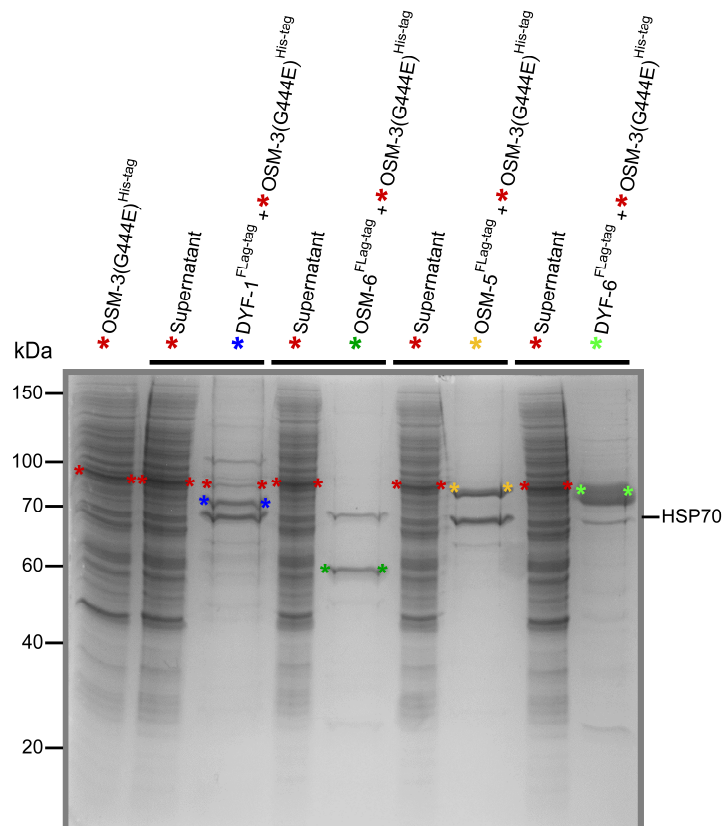 *OSM-3(G444E)His-tag
*Supernatant
*DYF-1FLag-tag + *OSM-3(G444E)His-tag
*Supernatant
*OSM-6FLag-tag + *OSM-3(G444E)His-tag
*Supernatant
*OSM-5FLag-tag + *OSM-3(G444E)His-tag
*Supernatant
*DYF-6FLag-tag + *OSM-3(G444E)His-tag
kDa
150
100
70
HSP70
60
40
20